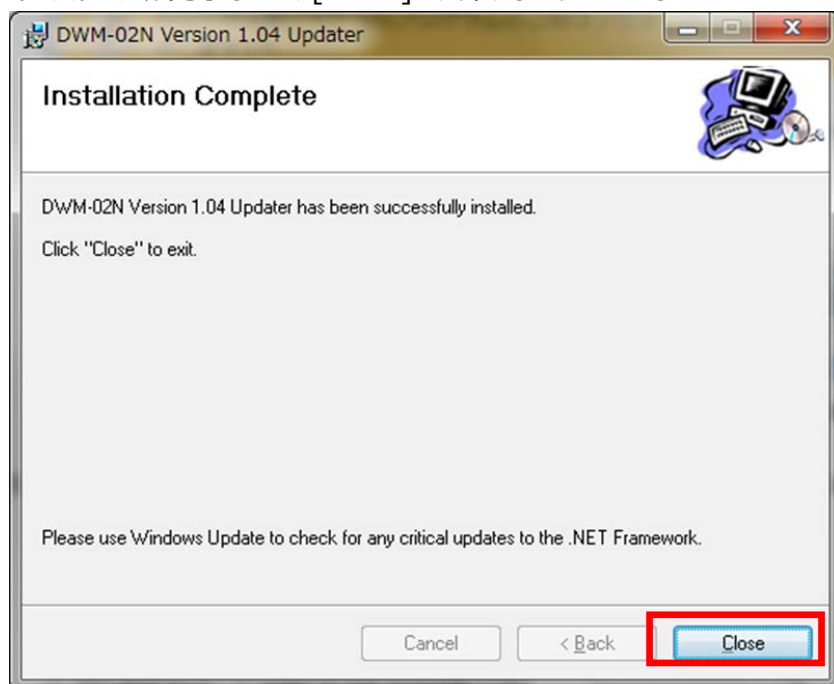 DWM-02N Version 1.04 Updater
Installation Complete
DWM-02N Version 1.04 Updater has been successfully installed.
Click "Close" to exit.
Please use Windows Update to check for any critical updates to the .NET Framework.
Cancel
< Back
Close